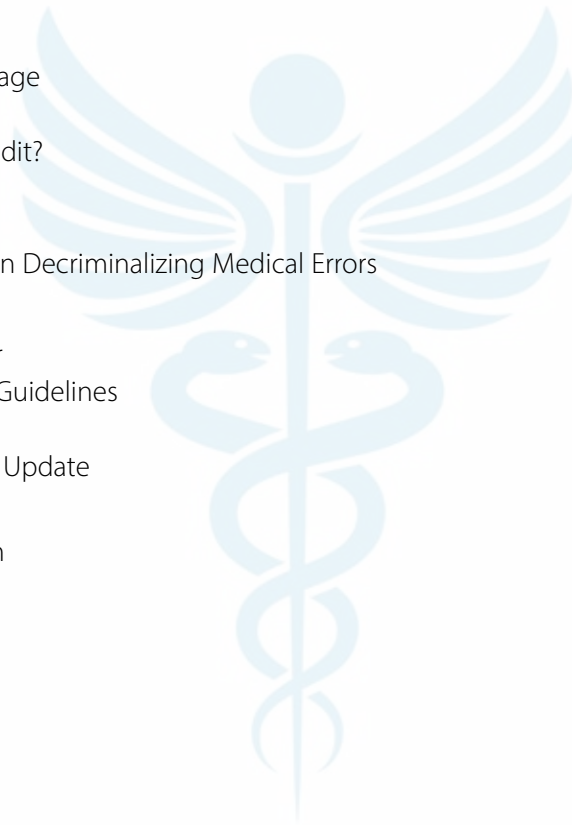 age
dit?
n Decriminalizing Medical Errors
Guidelines
Update
n